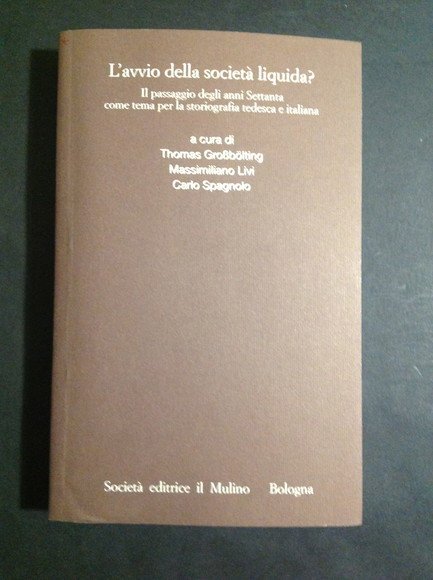 L'avvio della società liquida?
Il passaggio degli anni Settanta
come tema per la storiografia tedesca e italiana
a cura di
Thomas Großbölting
Massimiliano Livi
Carlo Spagnolo
Società editrice il Mulino Bologna